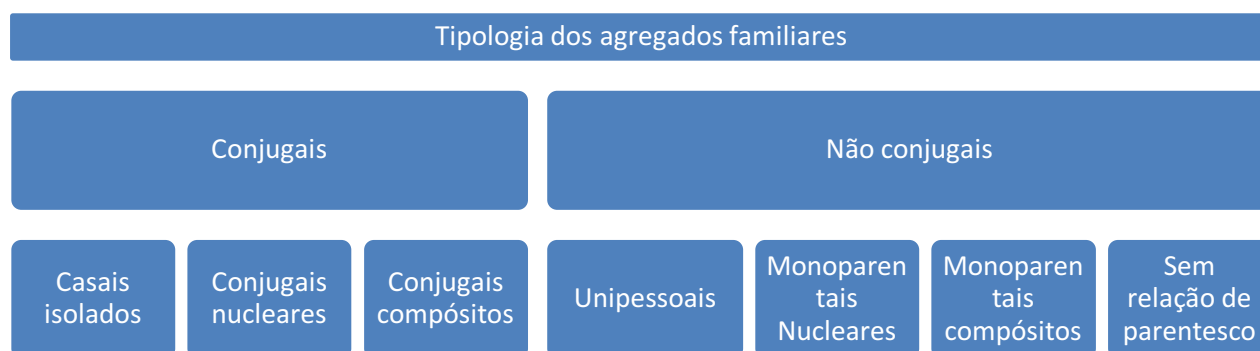 Tipologia dos agregados familiares
Conjugais
Não conjugais
Casais
isolados
Conjugais
nucleares
Conjugais
compósitos
Unipessoais
Monoparen
tais
Nucleares
Monoparen
tais
compósitos
Sem
relação de
parentesco